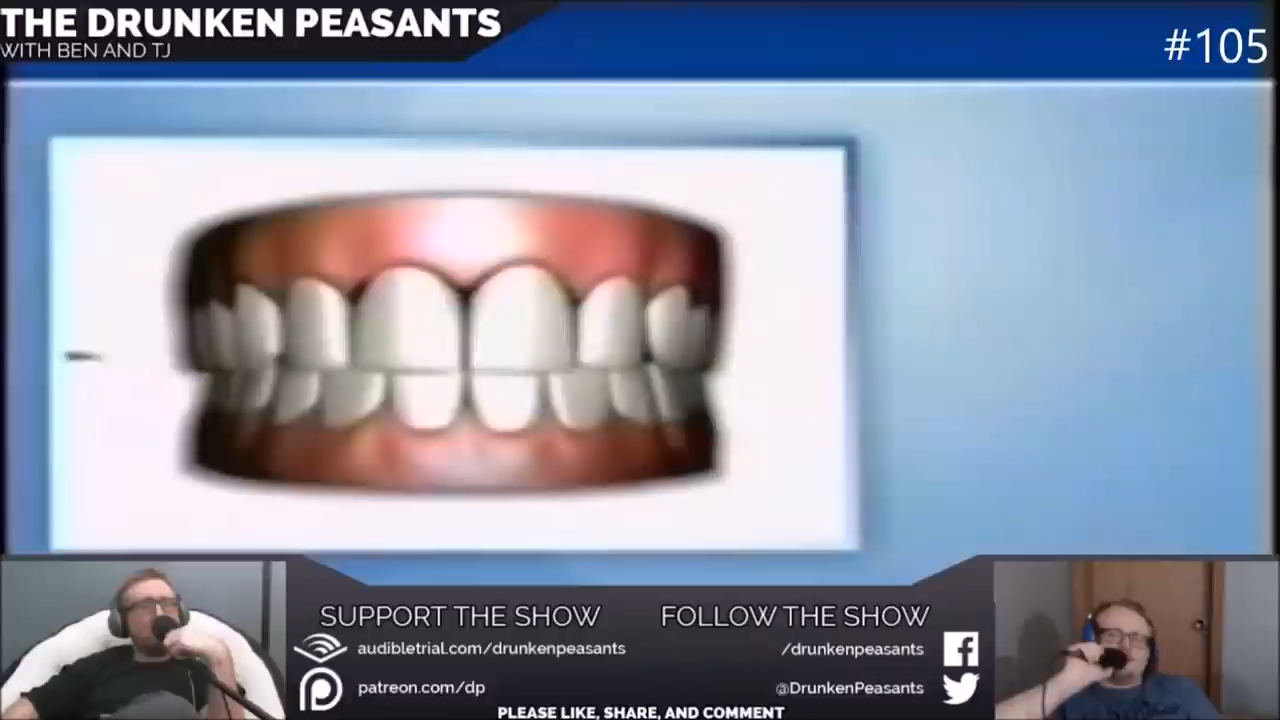 THE DRUNKEN PEASANTS
WITH BEN AND TJ
#105
SUPPORT THE SHOW
FOLLOW THE SHOW
audibletrial.com/drunkenpeasants
/drunkenpeasants
patreon.com/dp
@DrunkenPeasants
PLEASE LIKE, SHARE, AND COMMENT